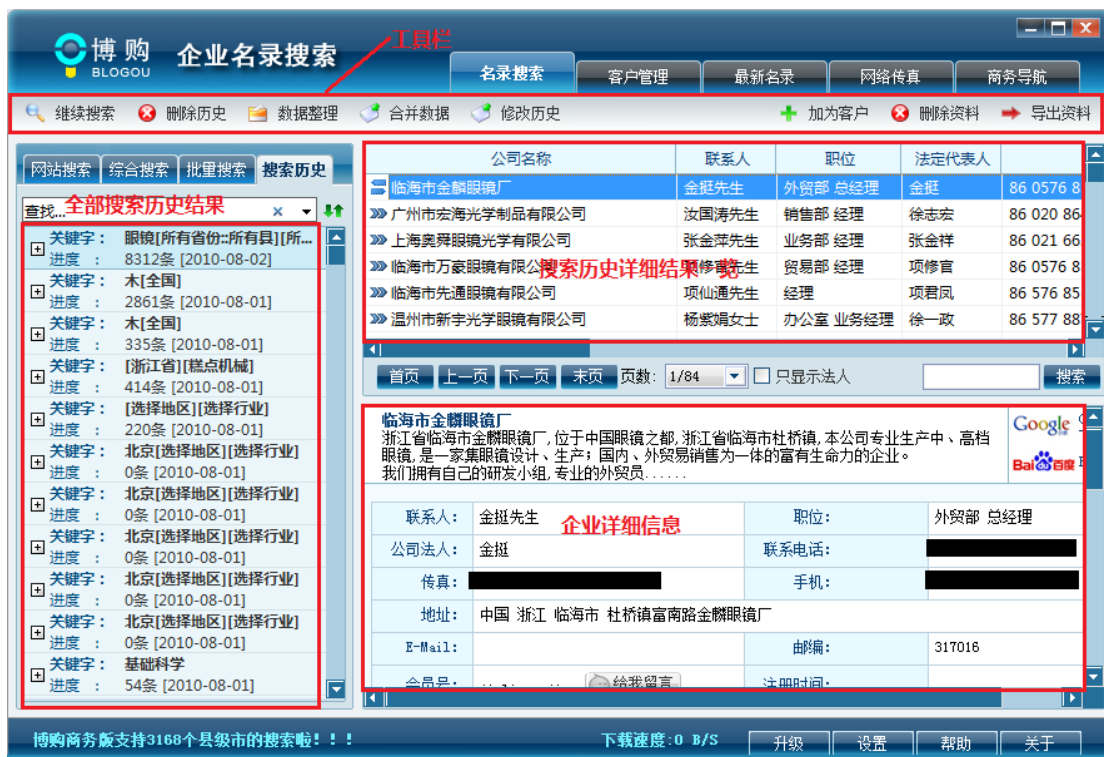 博购
BLOGOU
企业名录搜索
工具栏
名录搜索 客户管理 最新名录 网络传真 商务导航
继续搜索 删除历史 数据整理 合并数据 修改历史 加为客户 删除资料 导出资料
网站搜索 综合搜索 批量搜索 搜索历史
查找...
全部搜索历史结果
关键字： 眼镜[所有省份::所有县][所...
进度 ： 8312条 [2010-08-02]
关键字： 木[全国]
进度 ： 2861条 [2010-08-01]
关键字： 木[全国]
进度 ： 335条 [2010-08-01]
关键字： [浙江省][糕点机械]
进度 ： 414条 [2010-08-01]
关键字： [选择地区][选择行业]
进度 ： 220条 [2010-08-01]
关键字： 北京[选择地区][选择行业]
进度 ： 0条 [2010-08-01]
关键字： 北京[选择地区][选择行业]
进度 ： 0条 [2010-08-01]
关键字： 北京[选择地区][选择行业]
进度 ： 0条 [2010-08-01]
关键字： 北京[选择地区][选择行业]
进度 ： 0条 [2010-08-01]
关键字： 北京[选择地区][选择行业]
进度 ： 0条 [2010-08-01]
关键字： 基础科学
进度 ： 54条 [2010-08-01]
公司名称 联系人 职位 法定代表人
临海市金麟眼镜厂 金挺先生 外贸部 总经理 金挺 86 0576 8
广州市宏海光学制品有限公司 汝国涛先生 销售部 经理 徐志宏 86 020 864
上海奥舜眼镜光学有限公司 张金萍先生 业务部 经理 张金祥 86 021 66
临海市万豪眼镜有限公司 项修官先生 贸易部 经理 项修官 86 0576 8
搜索历史详细结果一览
临海市先通眼镜有限公司 项仙通先生 经理 项君凤 86 576 85
温州市新宇光学眼镜有限公司 杨紫娟女士 办公室 业务经理 徐一政 86 577 88
首页 上一页 下一页 末页 页数: 1/84 只显示法人 搜索
临海市金麟眼镜厂
浙江省临海市金麟眼镜厂,位于中国眼镜之都,浙江省临海市杜桥镇,本公司专业生产中、高档
眼镜,是一家集眼镜设计、生产；国内、外贸易销售为一体的富有生命力的企业。
我们拥有自己的研发小组,专业的外贸员......
Google
Bai百度
联系人: 金挺先生 职位: 外贸部 总经理
企业详细信息
公司法人: 金挺 联系电话:
传真: 手机:
地址: 中国 浙江 临海市 杜桥镇富南路金麟眼镜厂
E-Mail: 邮编: 317016
会员号: 给我留言 注册时间:
博购商务版支持3168个县级市的搜索啦！！！ 下载速度:0 B/S 升级 设置 帮助 关于